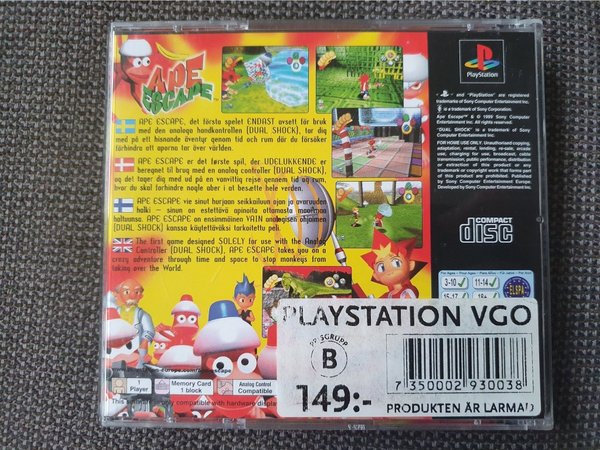 APE
ESCAPE
APE ESCAPE, det första spelet ENDAST avsett för bruk
med den analoga handkontrollen (DUAL SHOCK), tar dig
med på ett hisnande äventyr genom tid och rum där du försöker
förhindra att aporna tar över världen.
APE ESCAPE er det første spil, der UDELUKKENDE er
beregnet til brug med en analog controller (DUAL SHOCK),
og det tager dig med ud på en vanvittig rejse gennem tid og rum,
hvor du skal forhindre nogle aber i at besætte hele verden.
APE ESCAPE vie sinut hurjaan seikkailuun ajan ja avaruuden
halki – sinun on estettävä apinoita ottamasta maailmaa
haltuunsa. APE ESCAPE on ensimmäinen VAIN analogisen ohjaimen
(DUAL SHOCK) kanssa käytettäväksi tarkoitettu peli.
The first game designed SOLELY for use with the Analog
Controller (DUAL SHOCK), APE ESCAPE takes you on a
crazy adventure through time and space to stop monkeys from
taking over the World.
PlayStation
and "PlayStation" are registered
trademarks of Sony Computer Entertainment Inc.
is a trademark of Sony Computer Entertainment Inc.
Ape Escape™ & © 1999 Sony Computer
Entertainment Inc. All rights reserved.
"DUAL SHOCK" is a trademark of Sony Computer
Entertainment Inc.
FOR HOME USE ONLY. Unauthorised copying,
adaptation, rental, lending, re-sale, arcade
use, charging for use, broadcast, cable
transmission, public performance, distribution
or extraction of this product or any
trademark or copyright work that forms part
of this product are prohibited.
Published by Sony Computer Entertainment Europe.
Developed by Sony Computer Entertainment Inc.
COMPACT
disc
3-10
11-14
15-17
18+
ELSPA
PLAYSTATION VGO
PRISGRUPP
B
149:-
7 350002 930038
PRODUKTEN ÄR LARMAD
Player
Memory Card
1 block
Analog Control
Compatible